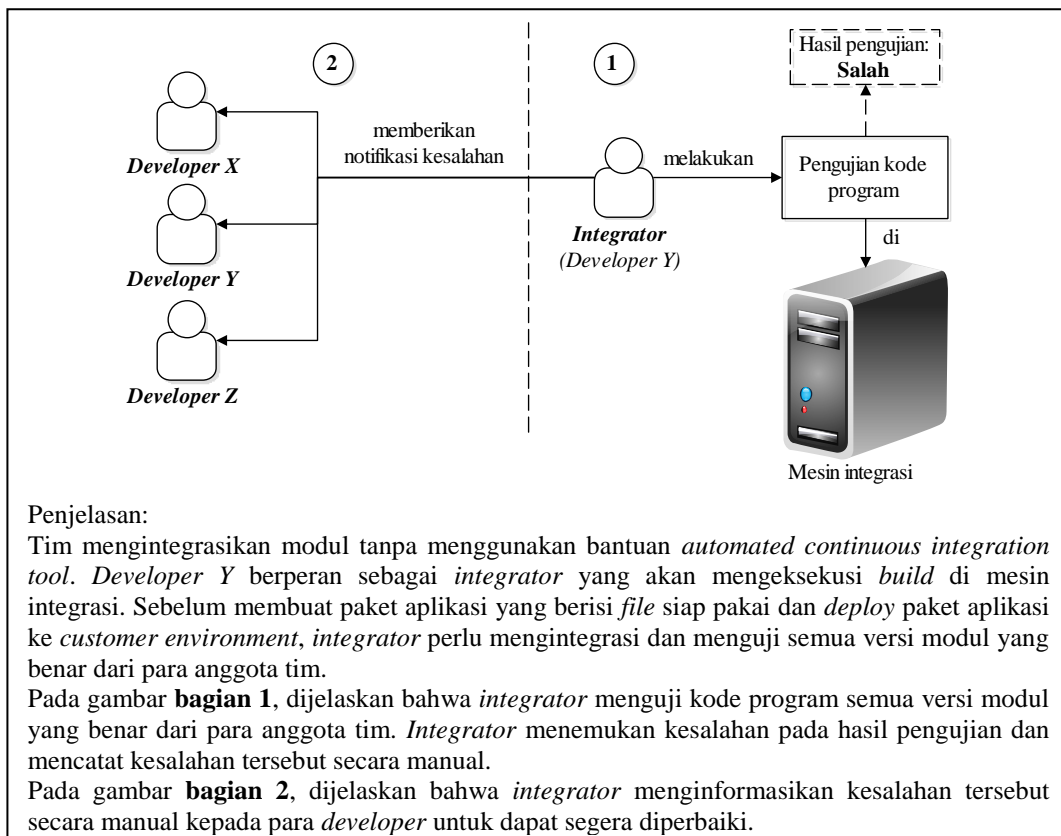 2
1
Hasil pengujian:
Salah
memberikan
notifikasi kesalahan
melakukan
Pengujian kode
program
Developer X
Integrator
(Developer Y)
di
Developer Y
Developer Z
Mesin integrasi
Penjelasan:
Tim mengintegrasikan modul tanpa menggunakan bantuan automated continuous integration
tool. Developer Y berperan sebagai integrator yang akan mengeksekusi build di mesin
integrasi. Sebelum membuat paket aplikasi yang berisi file siap pakai dan deploy paket aplikasi
ke customer environment, integrator perlu mengintegrasi dan menguji semua versi modul yang
benar dari para anggota tim.
Pada gambar bagian 1, dijelaskan bahwa integrator menguji kode program semua versi modul
yang benar dari para anggota tim. Integrator menemukan kesalahan pada hasil pengujian dan
mencatat kesalahan tersebut secara manual.
Pada gambar bagian 2, dijelaskan bahwa integrator menginformasikan kesalahan tersebut
secara manual kepada para developer untuk dapat segera diperbaiki.